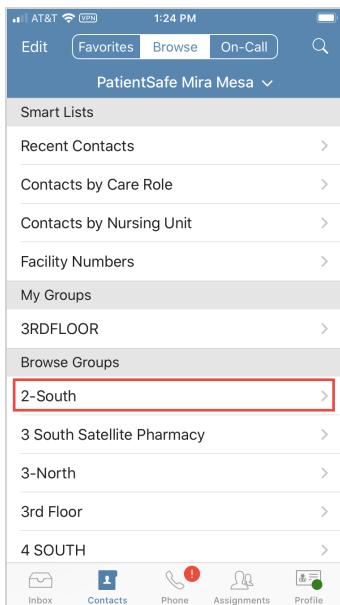 AT&T VPN 1:24 PM
Edit Favorites Browse On-Call
PatientSafe Mira Mesa
Smart Lists
Recent Contacts
Contacts by Care Role
Contacts by Nursing Unit
Facility Numbers
My Groups
3RDFLOOR
Browse Groups
2-South
3 South Satellite Pharmacy
3-North
3rd Floor
4 SOUTH
!
Inbox Contacts Phone Assignments Profile